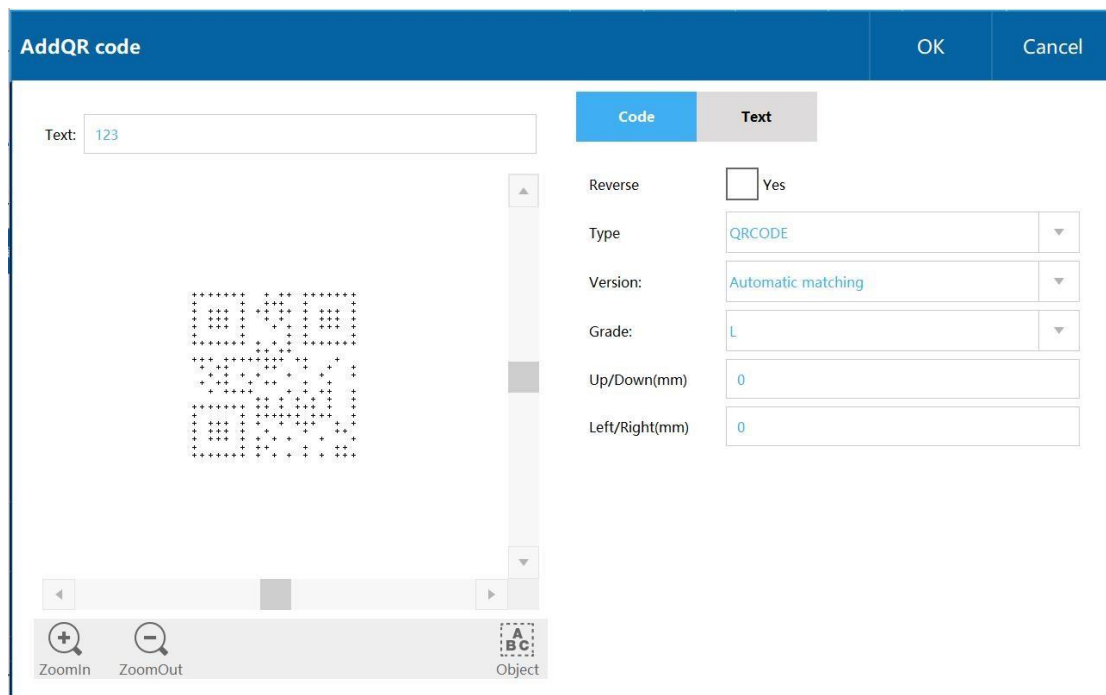 AddQR code
OK
Cancel
Text: 123
Code
Text
Reverse
Yes
Type
QRCODE
Version:
Automatic matching
Grade:
L
Up/Down(mm)
0
Left/Right(mm)
0
ZoomIn
ZoomOut
A
BC
Object